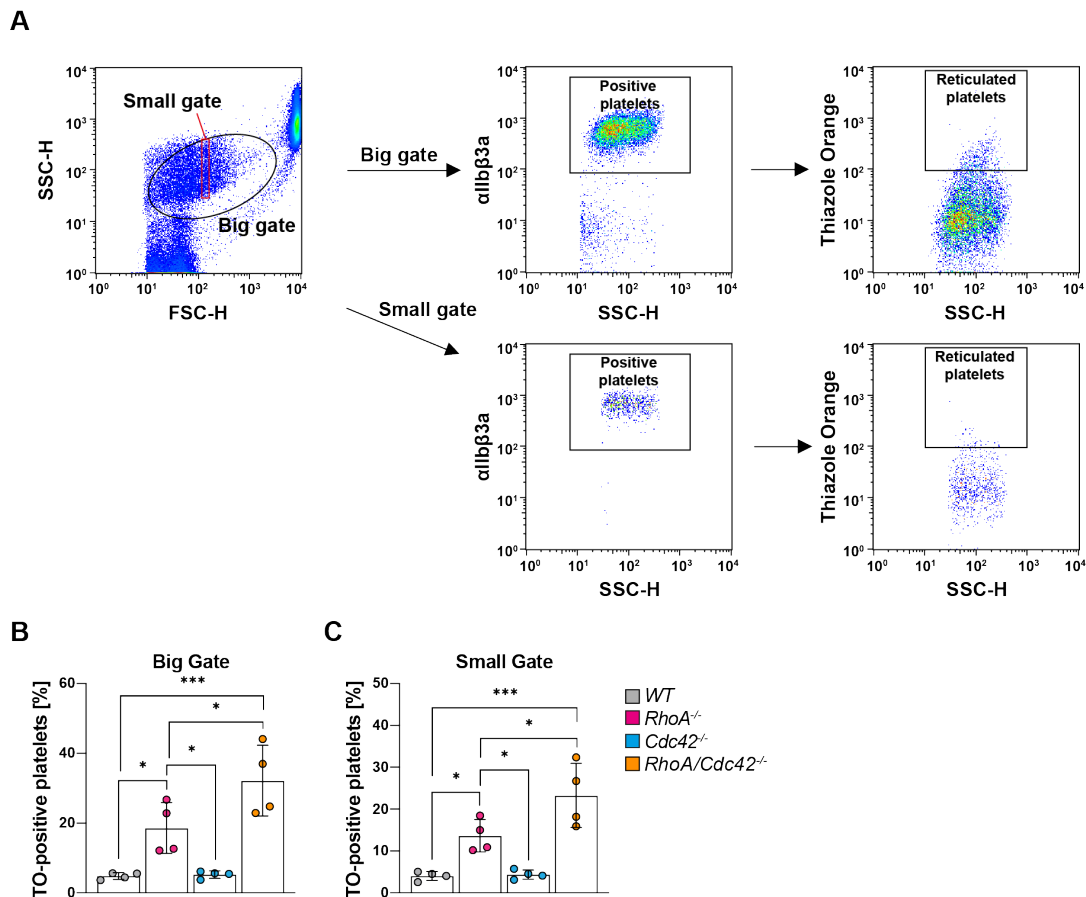 A
Small gate
Big gate
SSC-H
10⁴
10³
10²
10¹
10⁰
10⁰
10¹
10²
10³
10⁴
FSC-H
Big gate
Positive
platelets
αIIbβ3a
10⁴
10³
10²
10¹
10⁰
10⁰
10¹
10²
10³
10⁴
SSC-H
Reticulated
platelets
Thiazole Orange
10⁴
10³
10²
10¹
10⁰
10⁰
10¹
10²
10³
10⁴
SSC-H
Small gate
Positive
platelets
αIIbβ3a
10⁴
10³
10²
10¹
10⁰
10⁰
10¹
10²
10³
10⁴
SSC-H
Reticulated
platelets
Thiazole Orange
10⁴
10³
10²
10¹
10⁰
10⁰
10¹
10²
10³
10⁴
SSC-H
B
Big Gate
TO-positive platelets [%]
60
40
20
0
***
*
*
*
C
Small Gate
TO-positive platelets [%]
50
40
30
20
10
0
***
*
*
*
WT
RhoA⁻/⁻
Cdc42⁻/⁻
RhoA/Cdc42⁻/⁻